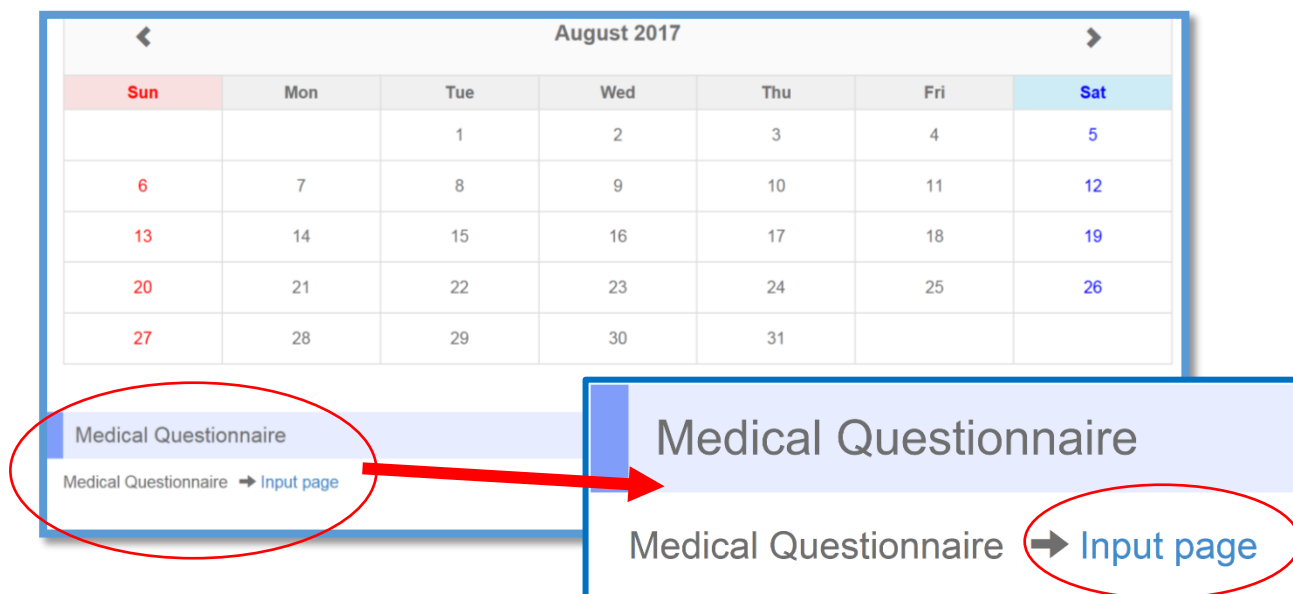 August 2017
Sun Mon Tue Wed Thu Fri Sat
1 2 3 4 5
6 7 8 9 10 11 12
13 14 15 16 17 18 19
20 21 22 23 24 25 26
27 28 29 30 31
Medical Questionnaire
Medical Questionnaire ➔ Input page
Medical Questionnaire
Medical Questionnaire ➔ Input page